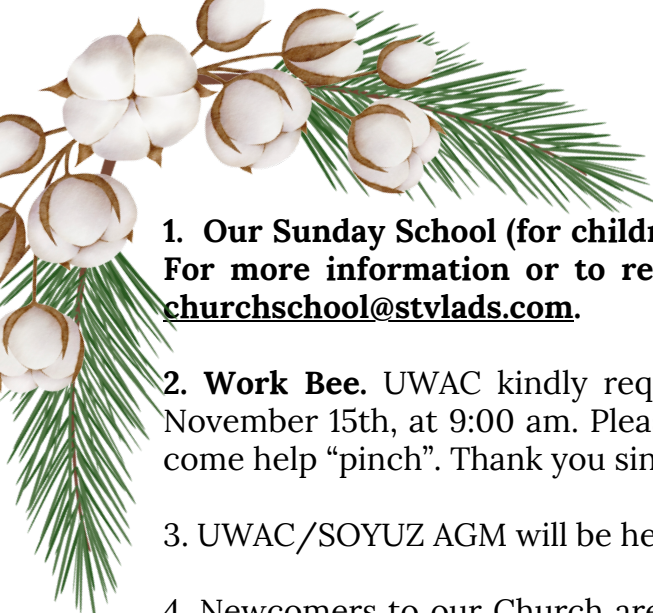 1. Our Sunday School (for childr
For more information or to re
churchschool@stvlads.com.
2. Work Bee. UWAC kindly req
November 15th, at 9:00 am. Plea
come help “pinch”. Thank you sin
3. UWAC/SOYUZ AGM will be he
4. Newcomers to our Church are